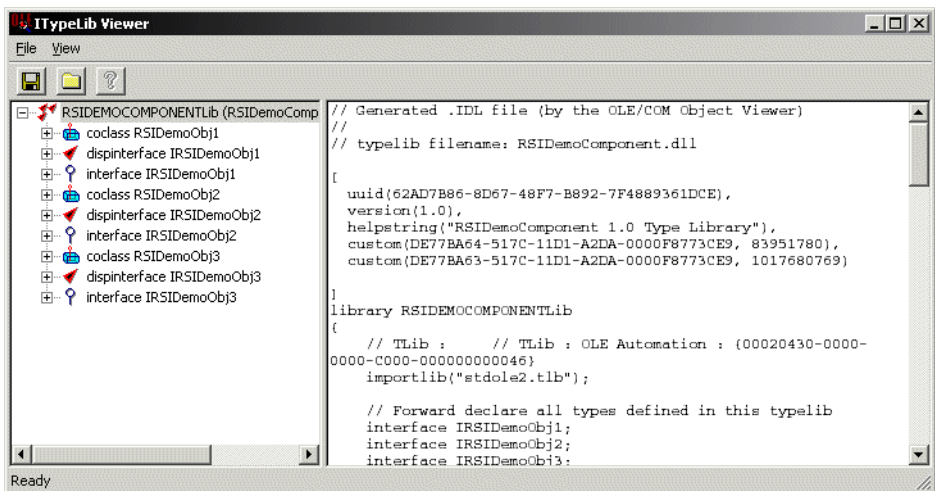 ITypeLib Viewer
File View
RSIDEMOCOMPONENTLib (RSIDemoComp
coclass RSIDemoObj1
dispinterface IRSIDemoObj1
interface IRSIDemoObj1
coclass RSIDemoObj2
dispinterface IRSIDemoObj2
interface IRSIDemoObj2
coclass RSIDemoObj3
dispinterface IRSIDemoObj3
interface IRSIDemoObj3
// Generated .IDL file (by the OLE/COM Object Viewer)
//
// typelib filename: RSIDemoComponent.dll
[
uuid(62AD7B86-8D67-48F7-B892-7F4889361DCE),
version(1.0),
helpstring("RSIDemoComponent 1.0 Type Library"),
custom(DE77BA64-517C-11D1-A2DA-0000F8773CE9, 83951780),
custom(DE77BA63-517C-11D1-A2DA-0000F8773CE9, 1017680769)
]
library RSIDEMOCOMPONENTLib
{
// TLib : // TLib : OLE Automation : {00020430-0000-
0000-C000-000000000046}
importlib("stdole2.tlb");
// Forward declare all types defined in this typelib
interface IRSIDemoObj1;
interface IRSIDemoObj2;
interface IRSIDemoObj3;
Ready